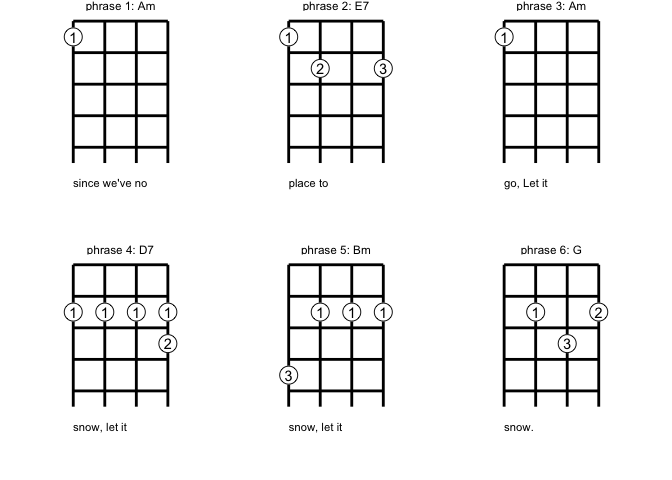 phrase 1: Am phrase 2: E7 phrase 3: Am
1 1 1
2 3
since we've no place to go, Let it
phrase 4: D7 phrase 5: Bm phrase 6: G
1 1 1 1 1 1 1 1 2
2 3
3
snow, let it snow, let it snow.